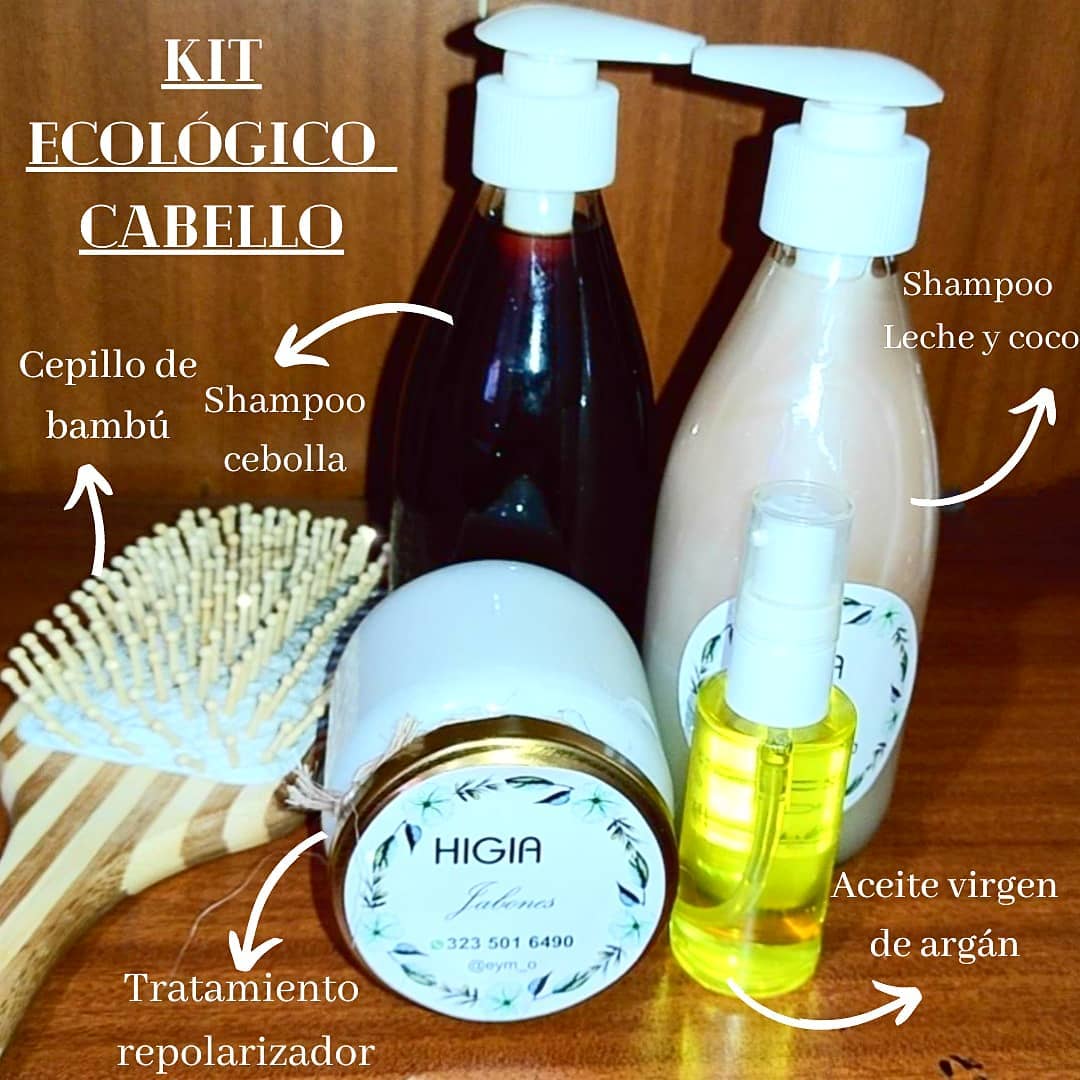 KIT
ECOLÓGICO
CABELLO
Shampoo
Leche y coco
Cepillo de
bambú
Shampoo
cebolla
HIGIA
Jabones
323 501 6490
@eym_o
Aceite virgen
de argán
Tratamiento
repolarizador